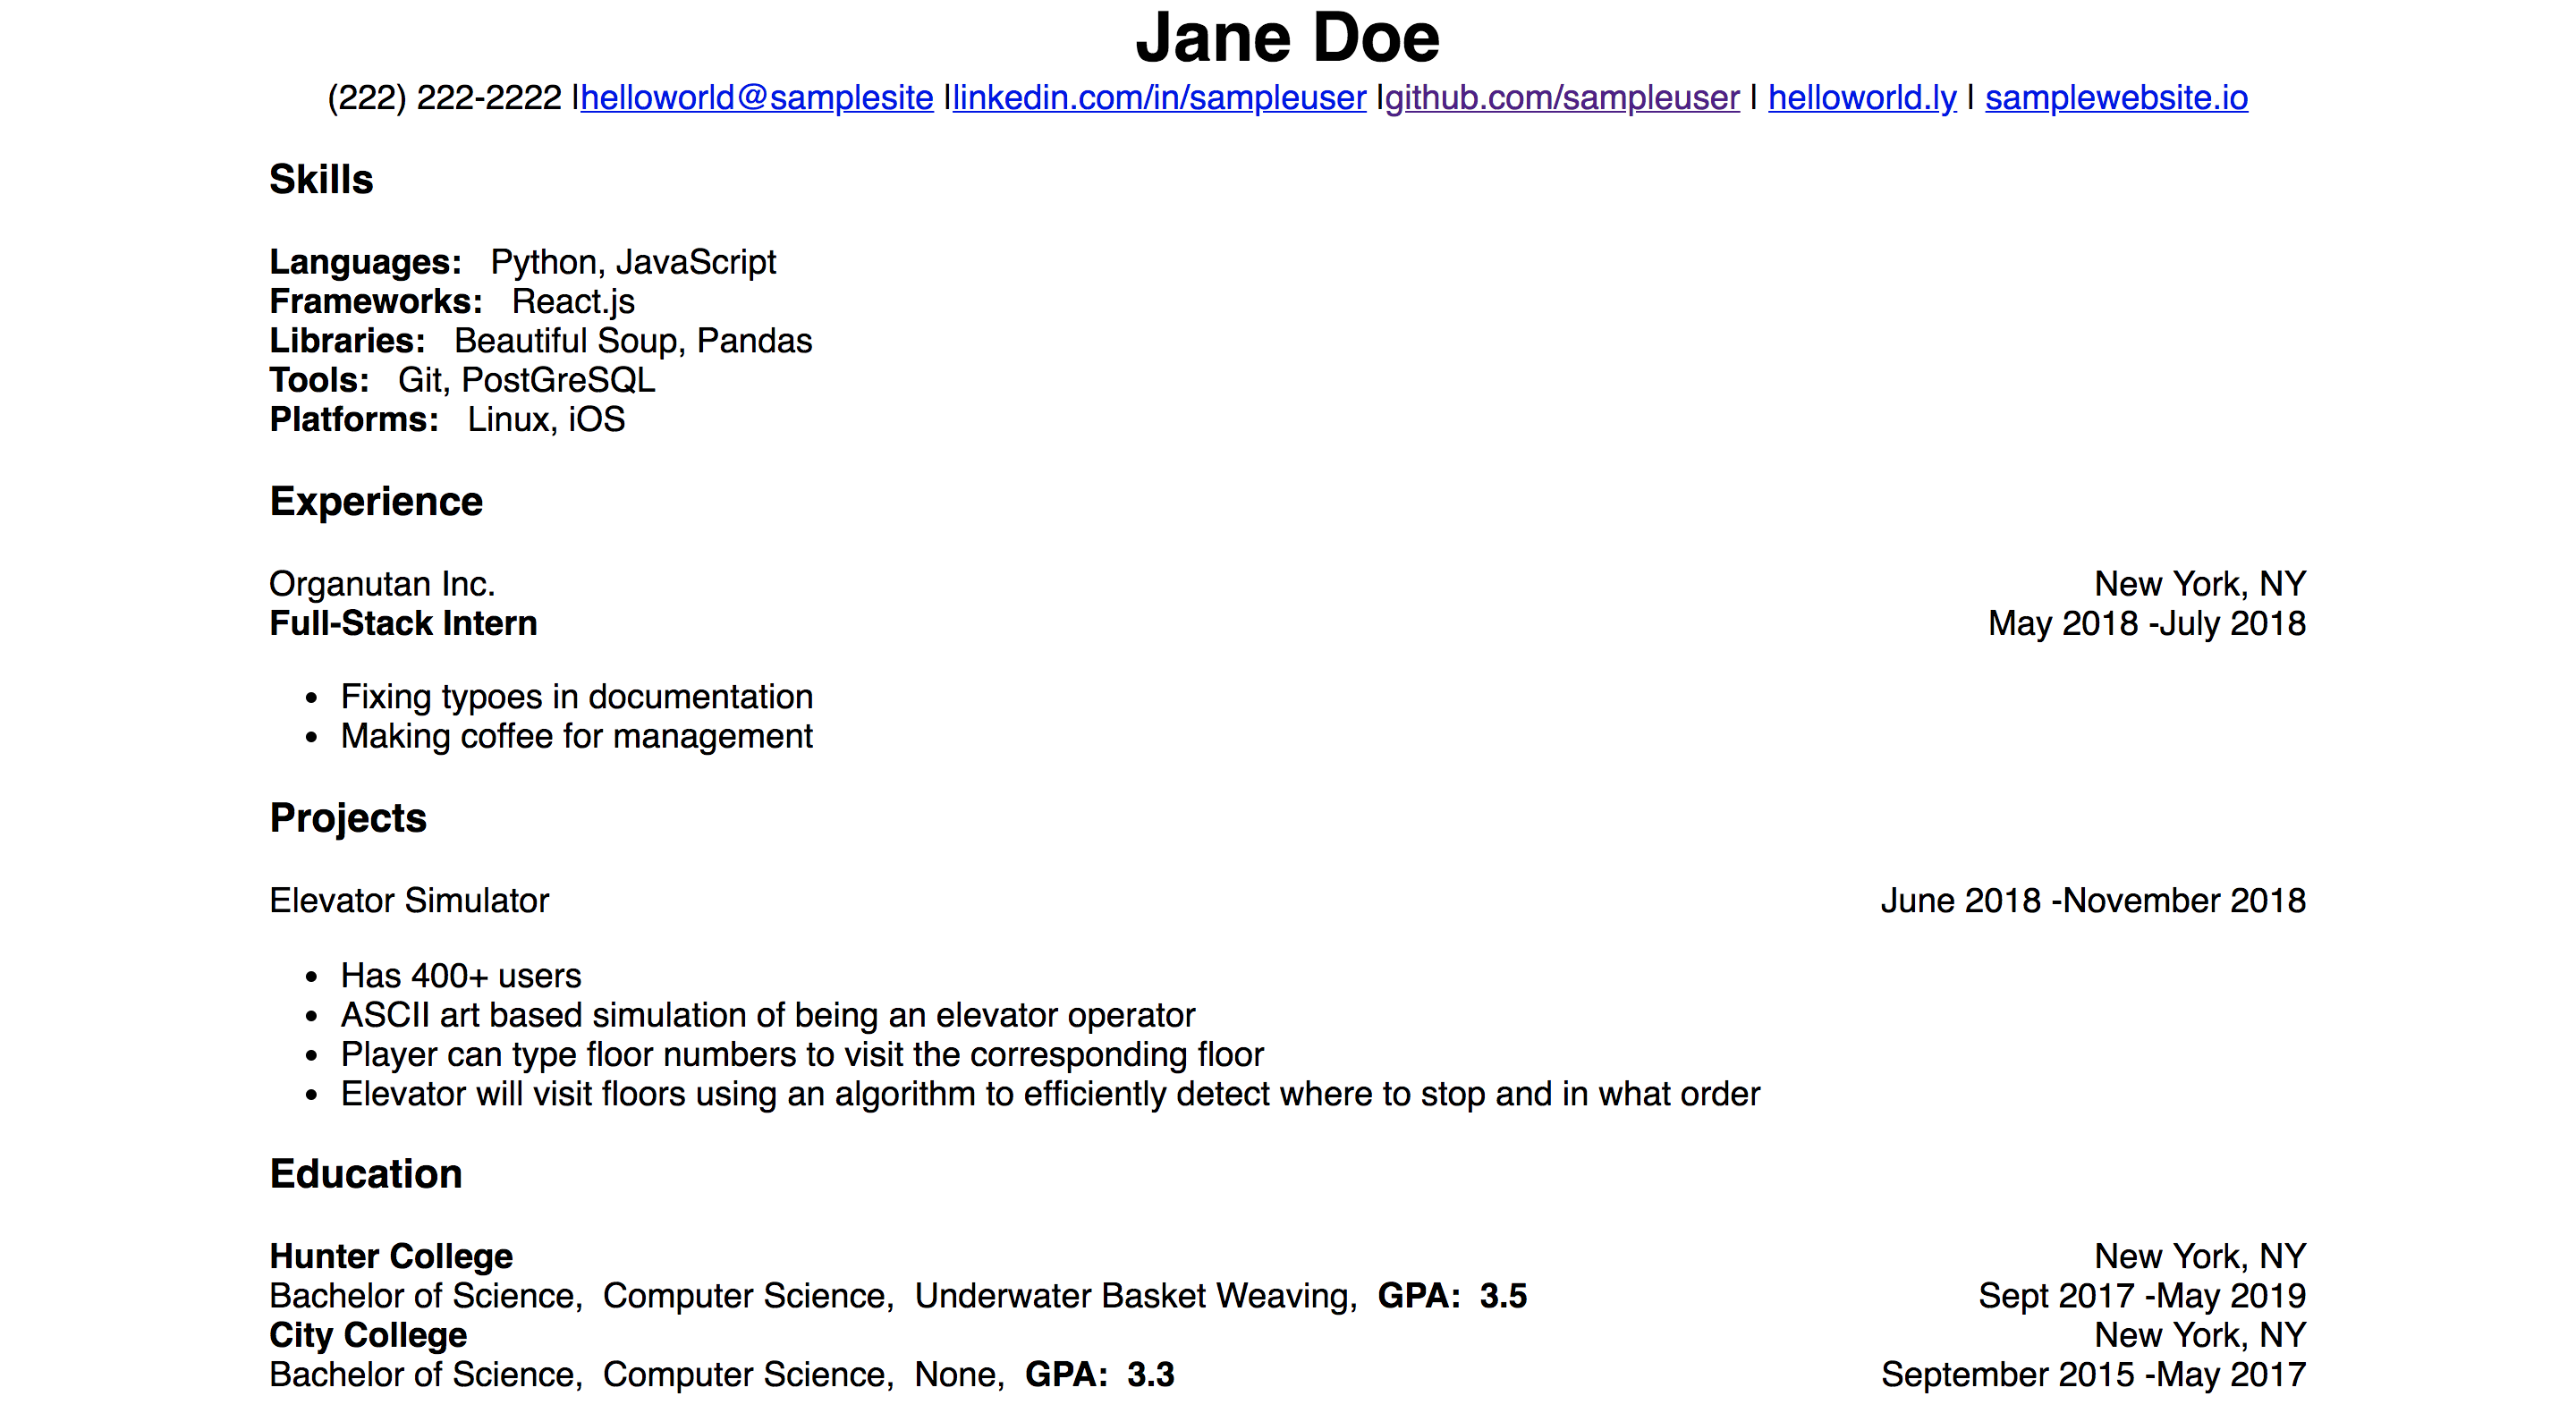 Jane Doe
(222) 222-2222 |helloworld@samplesite |linkedin.com/in/sampleuser |github.com/sampleuser | helloworld.ly | samplewebsite.io
Skills
Languages: Python, JavaScript
Frameworks: React.js
Libraries: Beautiful Soup, Pandas
Tools: Git, PostGreSQL
Platforms: Linux, iOS
Experience
Organutan Inc. New York, NY
Full-Stack Intern May 2018 -July 2018
• Fixing typoes in documentation
• Making coffee for management
Projects
Elevator Simulator June 2018 -November 2018
• Has 400+ users
• ASCII art based simulation of being an elevator operator
• Player can type floor numbers to visit the corresponding floor
• Elevator will visit floors using an algorithm to efficiently detect where to stop and in what order
Education
Hunter College New York, NY
Bachelor of Science, Computer Science, Underwater Basket Weaving, GPA: 3.5 Sept 2017 -May 2019
City College New York, NY
Bachelor of Science, Computer Science, None, GPA: 3.3 September 2015 -May 2017